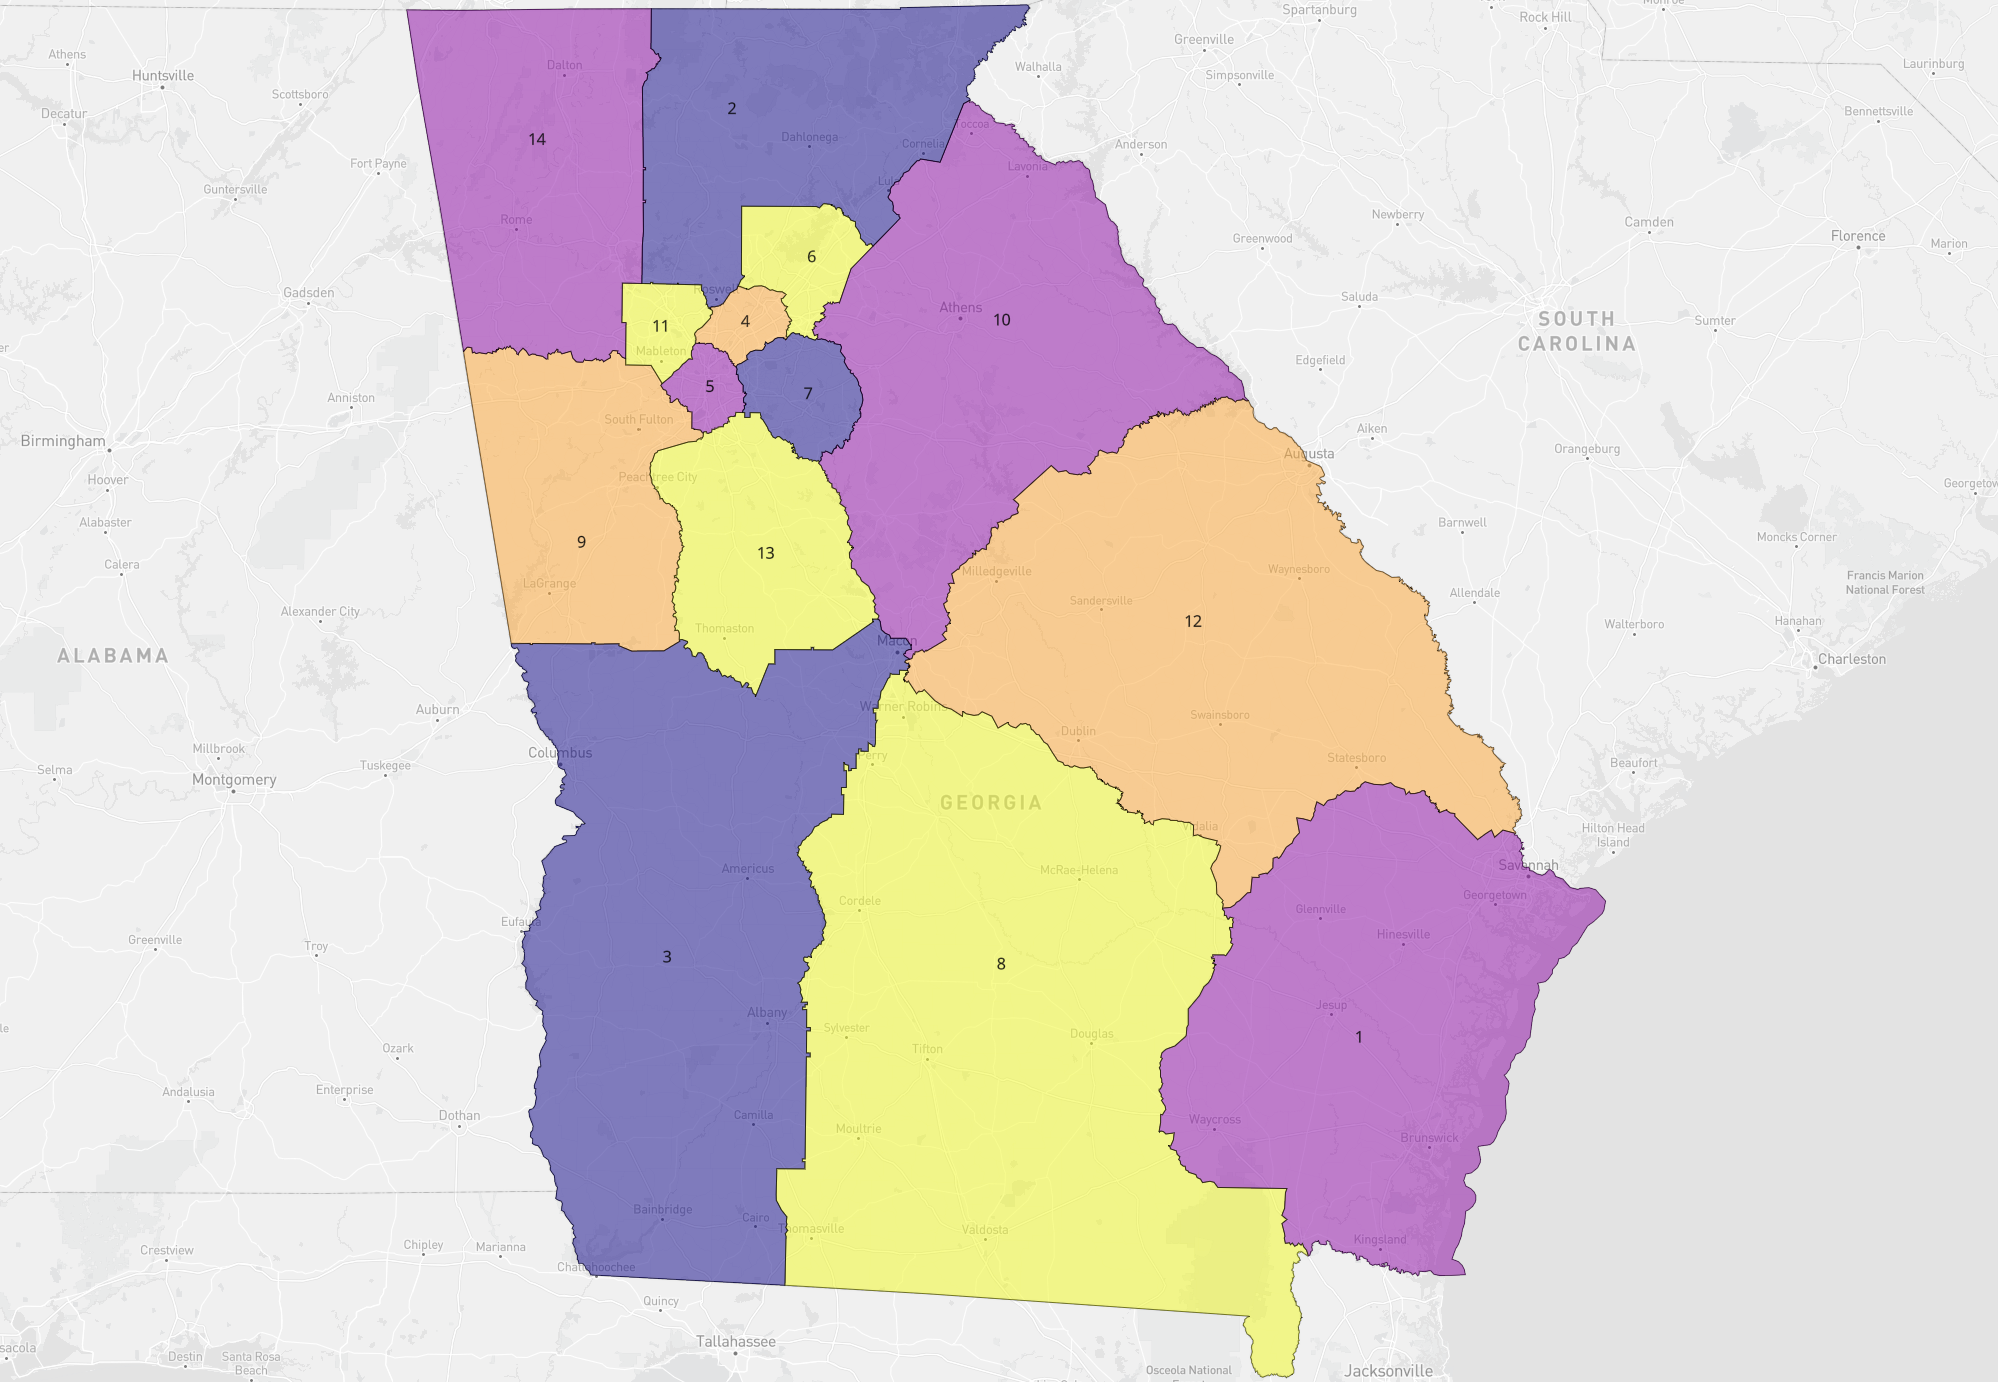 Spartanburg
Monroe
Rock Hill
Athens
Huntsville
Dalton
2
Greenville
Walhalla
Simpsonville
Laurinburg
Scottsboro
Decatur
14
Dahlonega
Cornelia
Toccoa
Anderson
Bennettsville
Fort Payne
Lavonia
Guntersville
Rome
Newberry
Camden
Florence
Greenwood
Marion
6
Gadsden
Roswell
11
4
Athens
10
Saluda
SOUTH
CAROLINA
Sumter
Mableton
Edgefield
5
7
Anniston
South Fulton
Birmingham
Aiken
Orangeburg
Augusta
Hoover
Peachtree City
Georgetow
Alabaster
Barnwell
9
13
Moncks Corner
Calera
LaGrange
Milledgeville
Waynesboro
Francis Marion
National Forest
Alexander City
Sandersville
Allendale
12
Thomaston
Walterboro
Hanahan
ALABAMA
Macon
Charleston
Auburn
Warner Robins
Swainsboro
Dublin
Millbrook
Columbus
Perry
Statesboro
Selma
Tuskegee
Montgomery
Beaufort
GEORGIA
Vidalia
Hilton Head
Island
Americus
McRae-Helena
Savannah
Cordele
Georgetown
Glennville
Eufaula
Greenville
Troy
Hinesville
3
8
Albany
Jesup
Sylvester
Douglas
1
Ozark
Tifton
Andalusia
Enterprise
Dothan
Camilla
Moultrie
Waycross
Brunswick
Bainbridge
Cairo
Thomasville
Valdosta
Kingsland
Crestview
Chipley
Marianna
Chattahoochee
Quincy
Tallahassee
sacola
Destin
Santa Rosa
Beach
Osceola National
Jacksonville